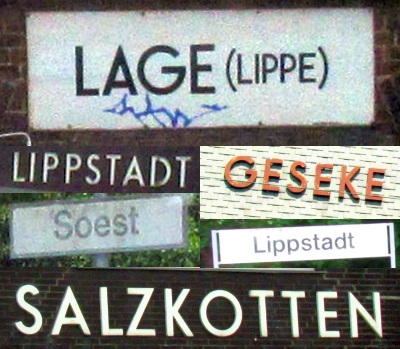 LAGE (LIPPE)
LIPPSTADT
GESEKE
Soest
Lippstadt
SALZKOTTEN